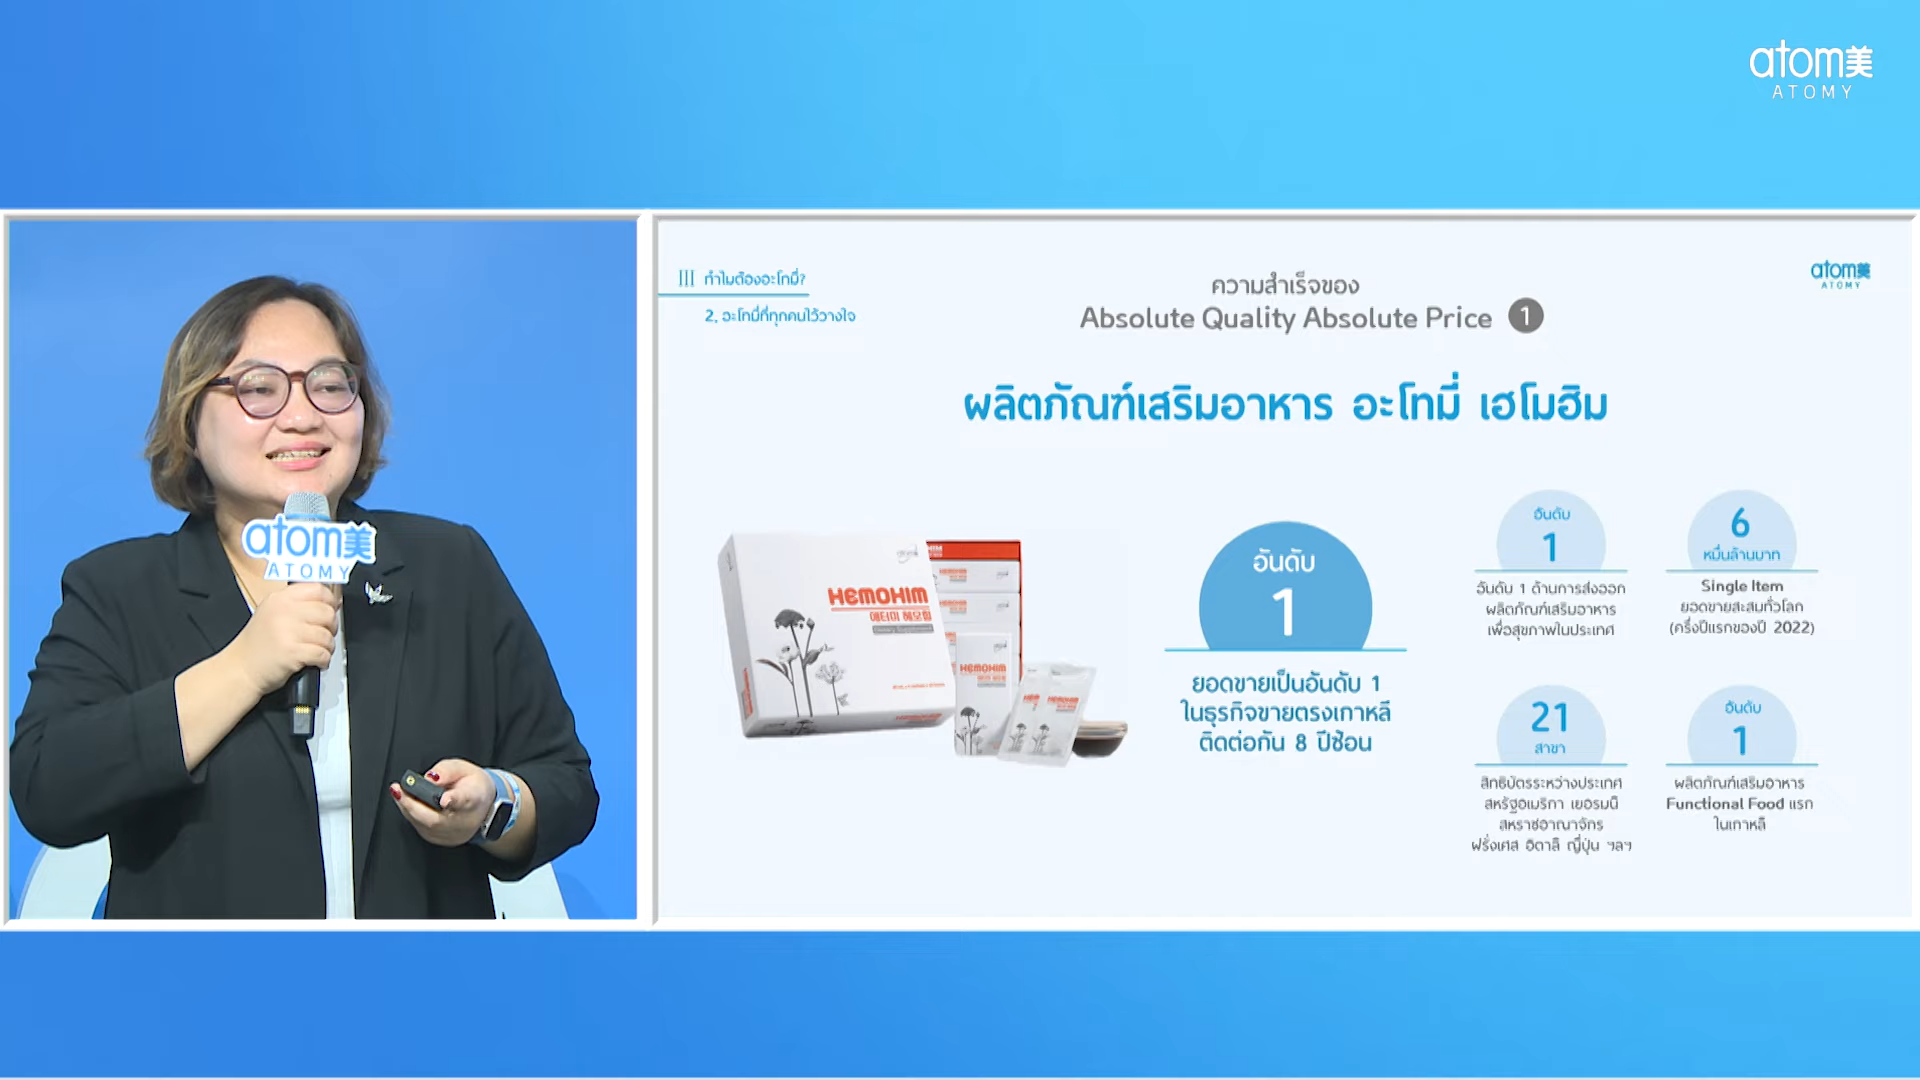 atom美
ATOMY
atom美
ATOMY
III ทำไมต้องอะโทมี่?
2, อะโทมี่ที่ทุกคนไว้วางใจ
ความสำเร็จของ
Absolute Quality Absolute Price 1
atom美
ATOMY
ผลิตภัณฑ์เสริมอาหาร อะโทมี่ เฮโมฮิม
HEMOHIM
애터미 헤모힘
HEMOHIM
อันดับ
1
ยอดขายเป็นอันดับ 1
ในธุรกิจขายตรงเกาหลี
ติดต่อกัน 8 ปีซ้อน
อันดับ
1
อันดับ 1 ด้านการส่งออก
ผลิตภัณฑ์เสริมอาหาร
เพื่อสุขภาพในประเทศ
6
หมื่นล้านบาท
Single Item
ยอดขายสะสมทั่วโลก
(ครึ่งปีแรกของปี 2022)
21
สาขา
สิทธิบัตรระหว่างประเทศ
สหรัฐอเมริกา เยอรมนี
สหราชอาณาจักร
ฝรั่งเศส อิตาลี ญี่ปุ่น ฯลฯ
อันดับ
1
ผลิตภัณฑ์เสริมอาหาร
Functional Food แรก
ในเกาหลี